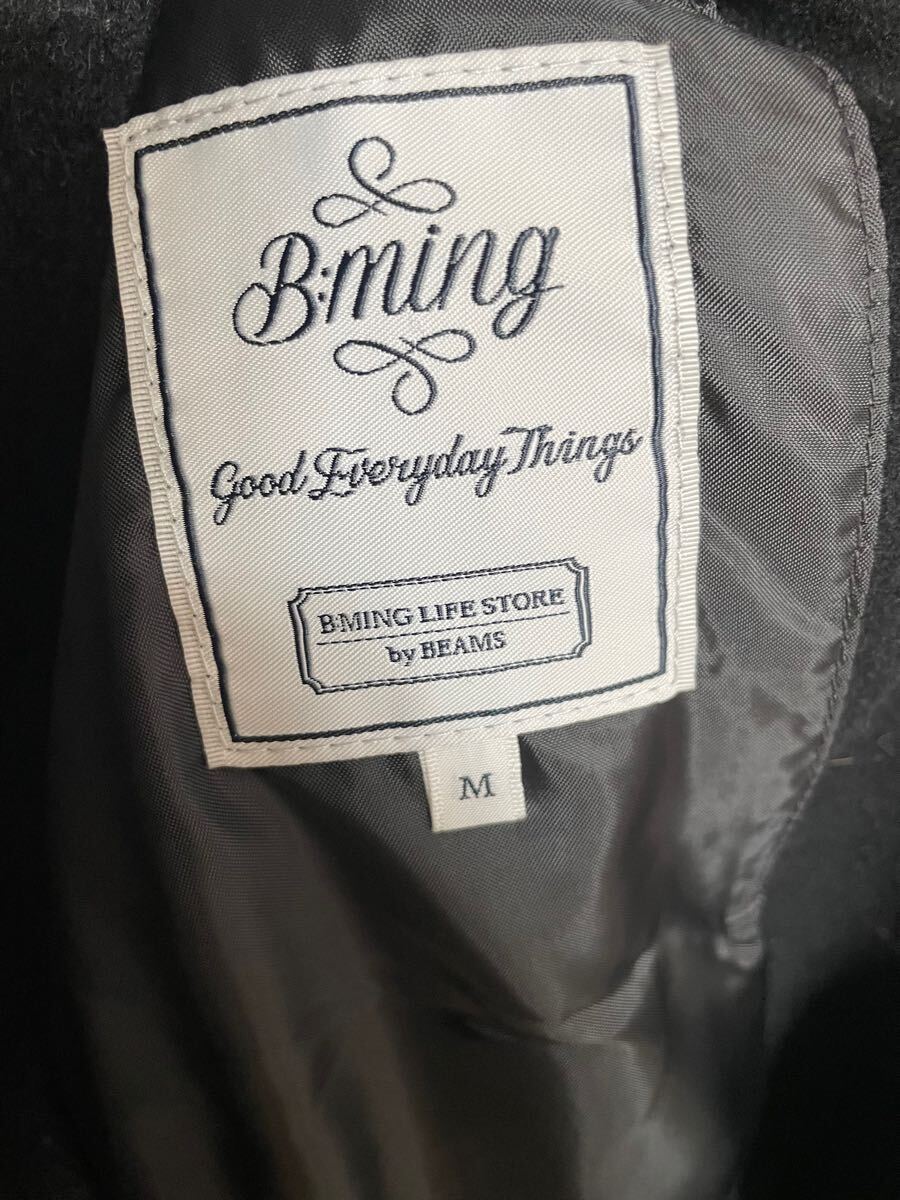 B:ming
Good Everyday Things
B:MING LIFE STORE
by BEAMS
M